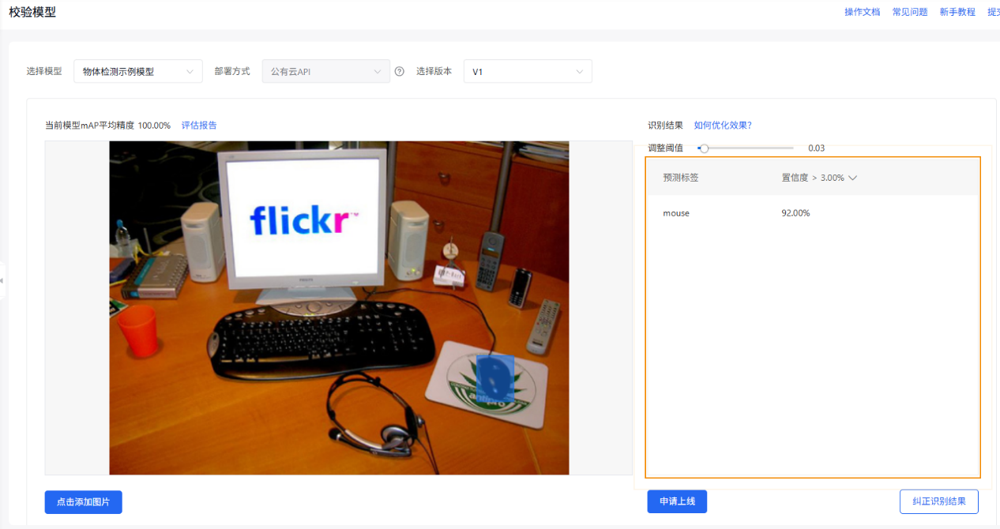 校验模型
操作文档 常见问题 新手教程 提交
选择模型 物体检测示例模型 部署方式 公有云API ? 选择版本 V1
当前模型mAP平均精度 100.00% 评估报告
识别结果 如何优化效果?
调整阈值 0.03
预测标签 置信度 > 3.00%
mouse 92.00%
flickr
点击添加图片
申请上线 纠正识别结果